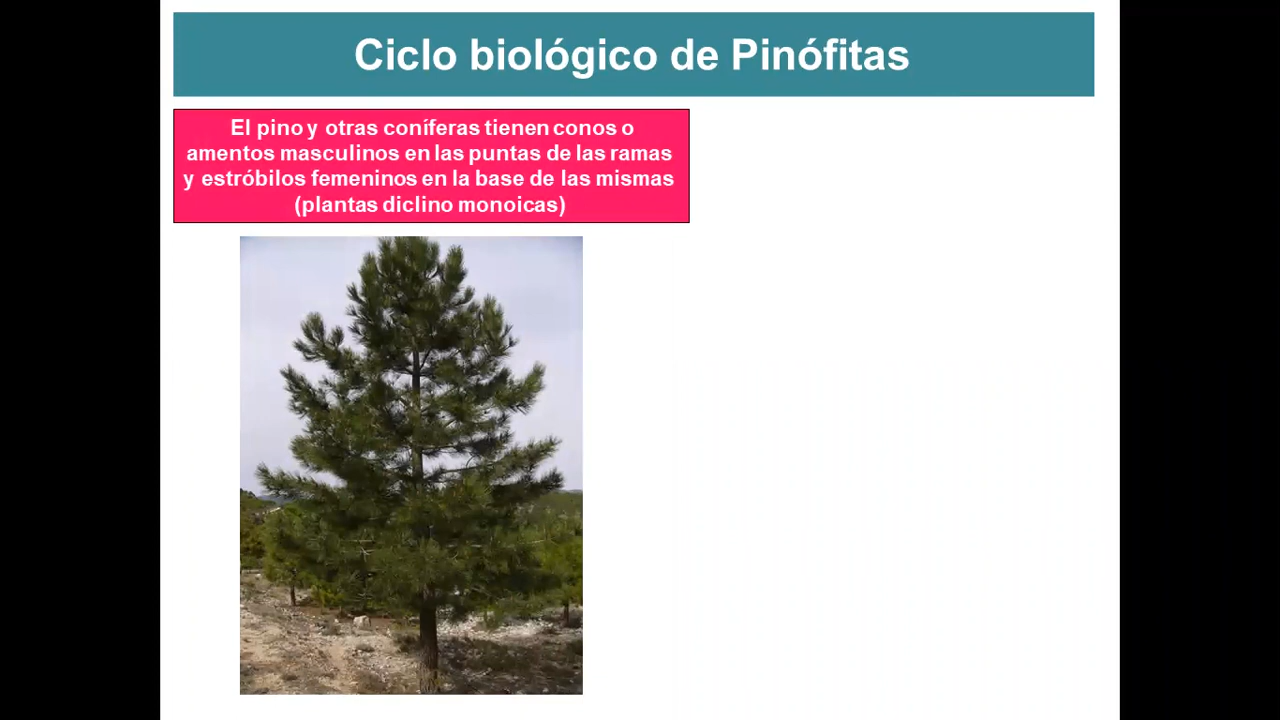 Ciclo biológico de Pinófitas
El pino y otras coníferas tienen conos o
amentos masculinos en las puntas de las ramas
y estróbilos femeninos en la base de las mismas
(plantas diclino monoicas)